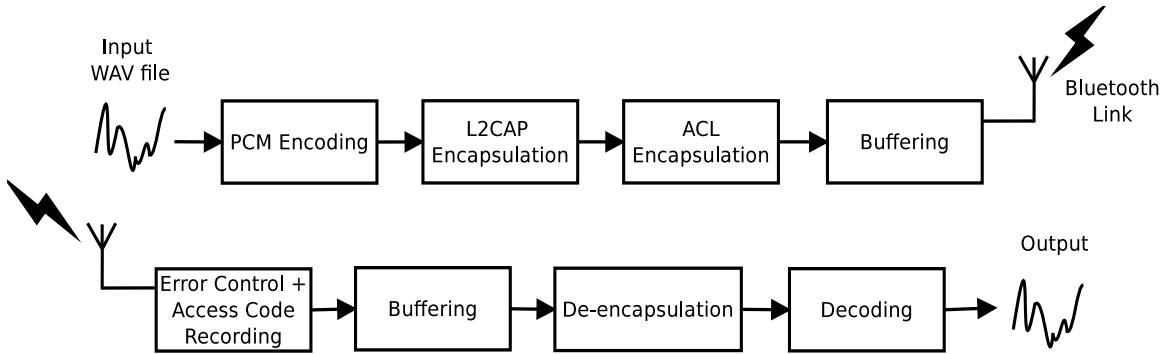 Input
WAV file
PCM Encoding
L2CAP
Encapsulation
ACL
Encapsulation
Buffering
Bluetooth
Link
Error Control +
Access Code
Recording
Buffering
De-encapsulation
Decoding
Output